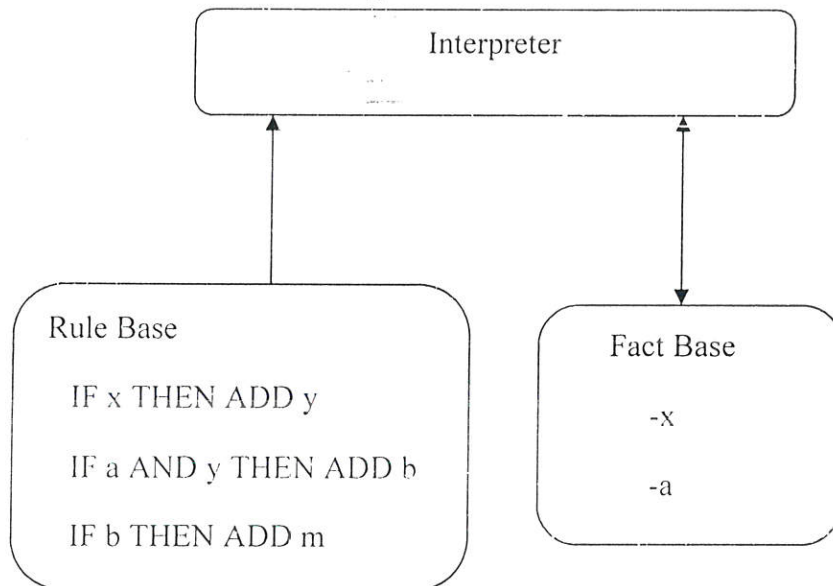 Interpreter
Rule Base
IF x THEN ADD y
IF a AND y THEN ADD b
IF b THEN ADD m
Fact Base
-x
-a